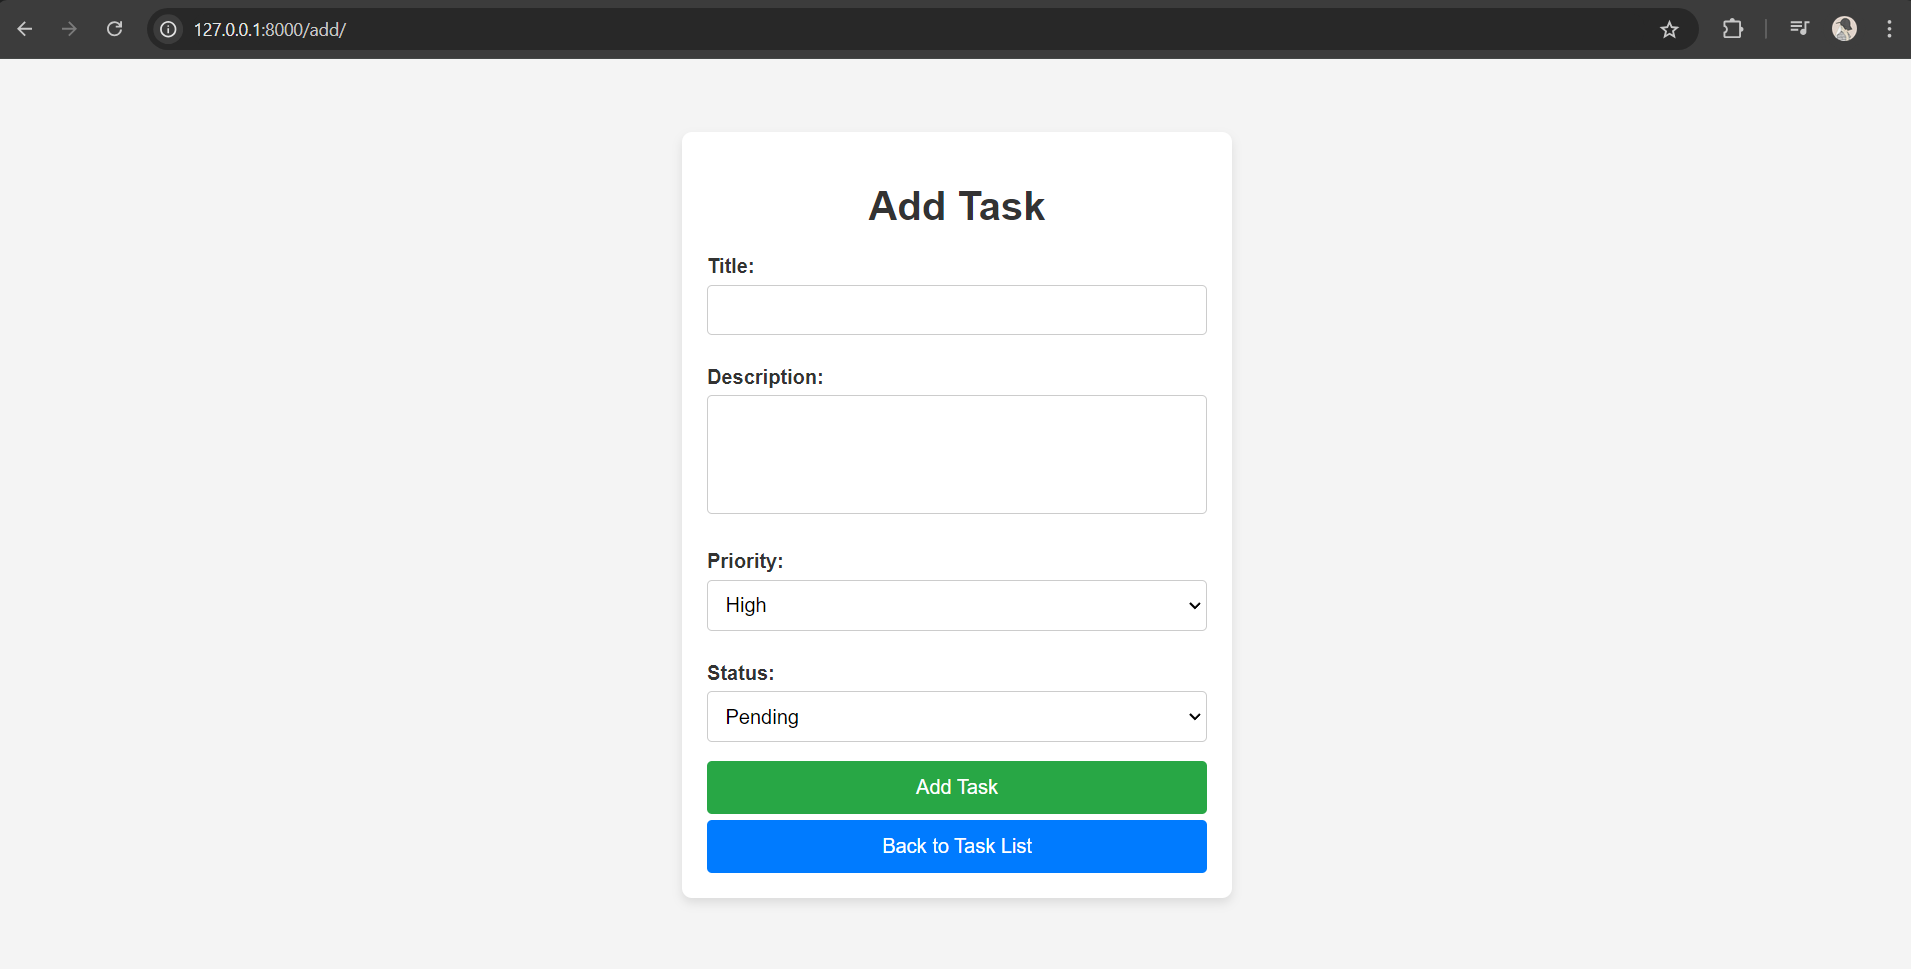 127.0.0.1:8000/add/
Add Task
Title:
Description:
Priority:
High
Status:
Pending
Add Task
Back to Task List